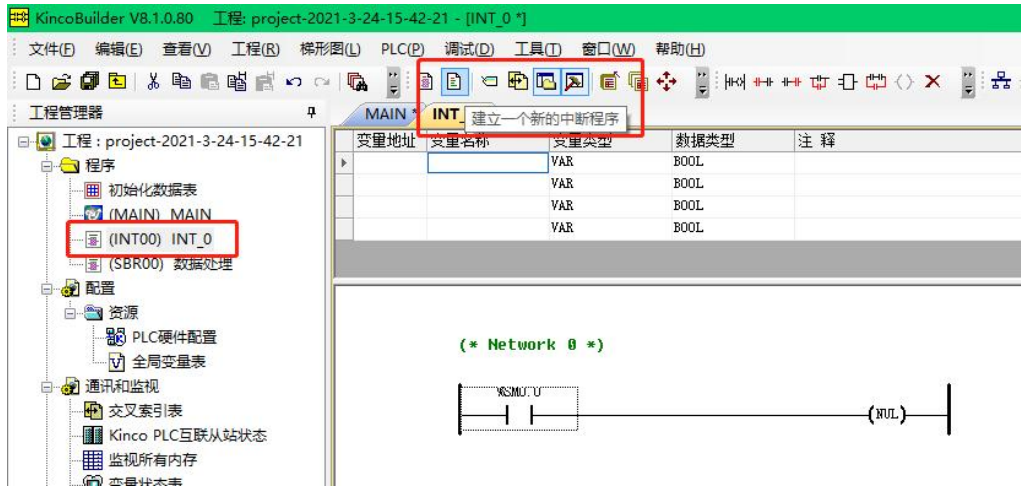 KincoBuilder V8.1.0.80 工程: project-2021-3-24-15-42-21 - [INT_0 *]
文件(F) 编辑(E) 查看(V) 工程(R) 梯形图(L) PLC(P) 调试(D) 工具(T) 窗口(W) 帮助(H)
工程管理器
MAIN * INT_
建立一个新的中断程序
工程 : project-2021-3-24-15-42-21
程序
初始化数据表
(MAIN) MAIN
(INT00) INT_0
(SBR00) 数据处理
配置
资源
PLC硬件配置
全局变量表
通讯和监视
交叉索引表
Kinco PLC互联从站状态
监视所有内存
变量状态表
变量地址 变量名称 变量类型 数据类型 注 释
VAR BOOL
VAR BOOL
VAR BOOL
VAR BOOL
(* Network 0 *)
%SM0.0
(NUL)